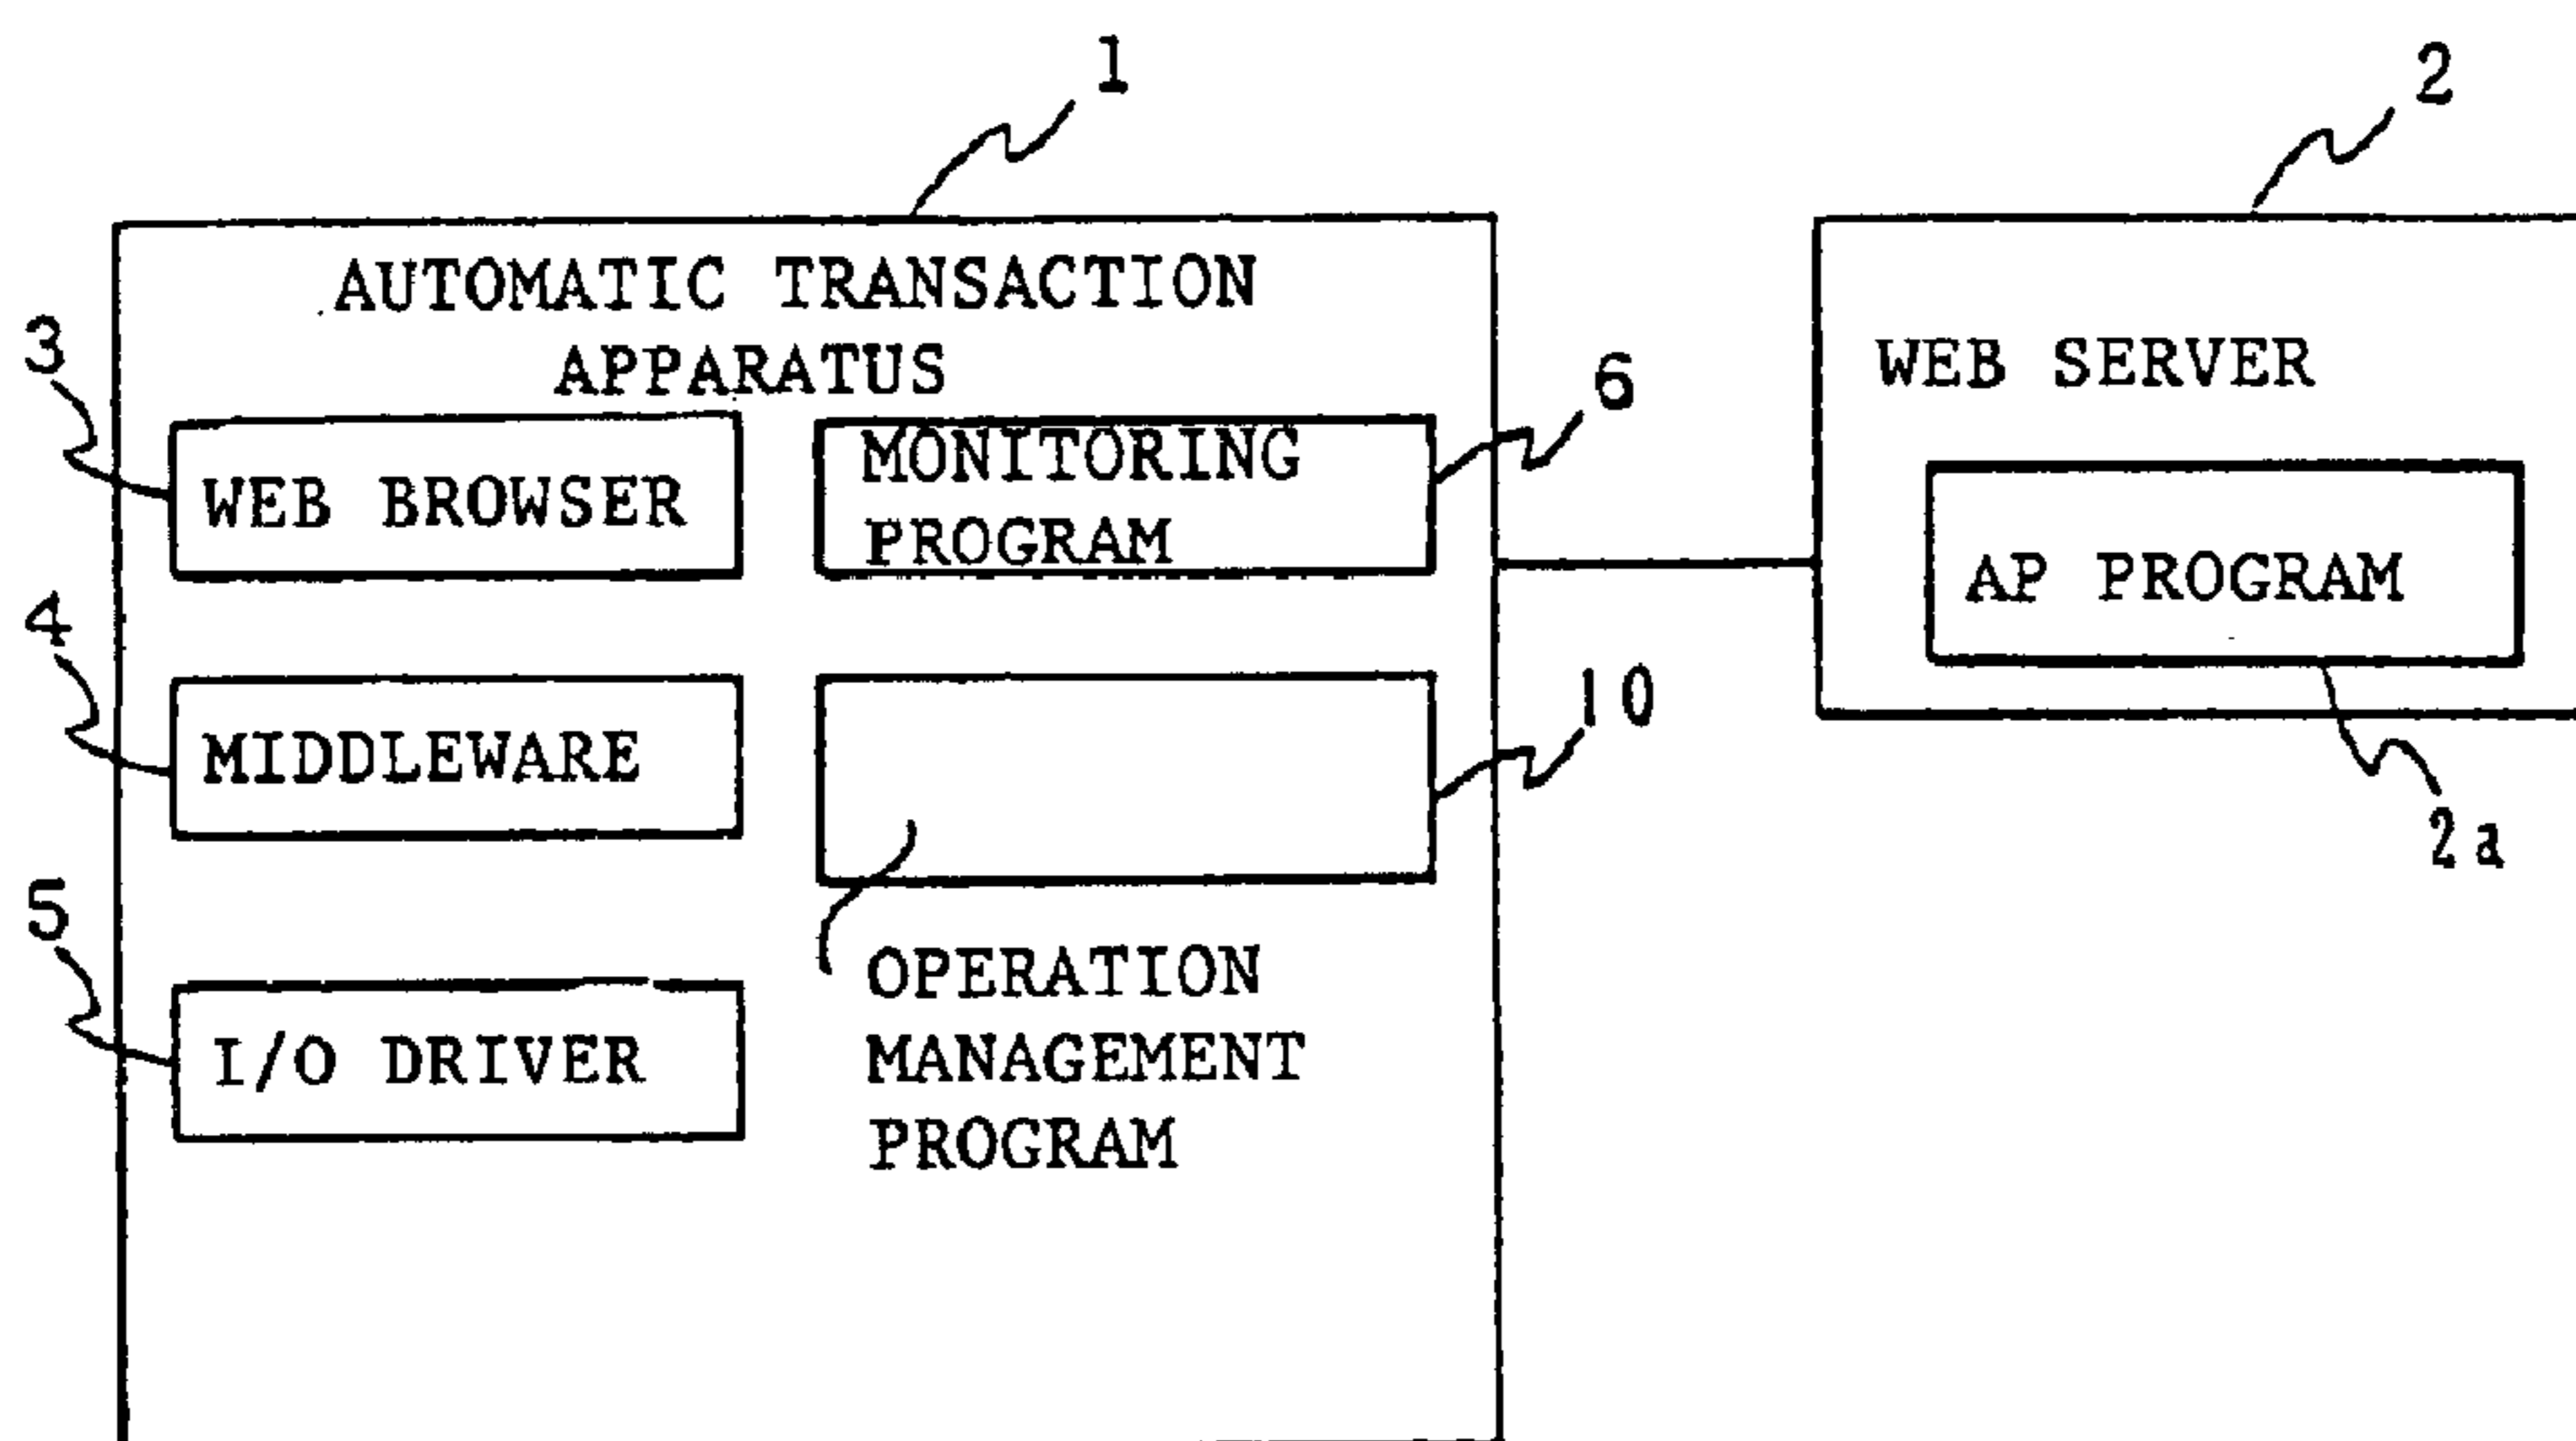 1
2
AUTOMATIC TRANSACTION
APPARATUS
3
WEB BROWSER
MONITORING
PROGRAM
6
WEB SERVER
AP PROGRAM
2a
4
MIDDLEWARE
10
5
I/O DRIVER
OPERATION
MANAGEMENT
PROGRAM